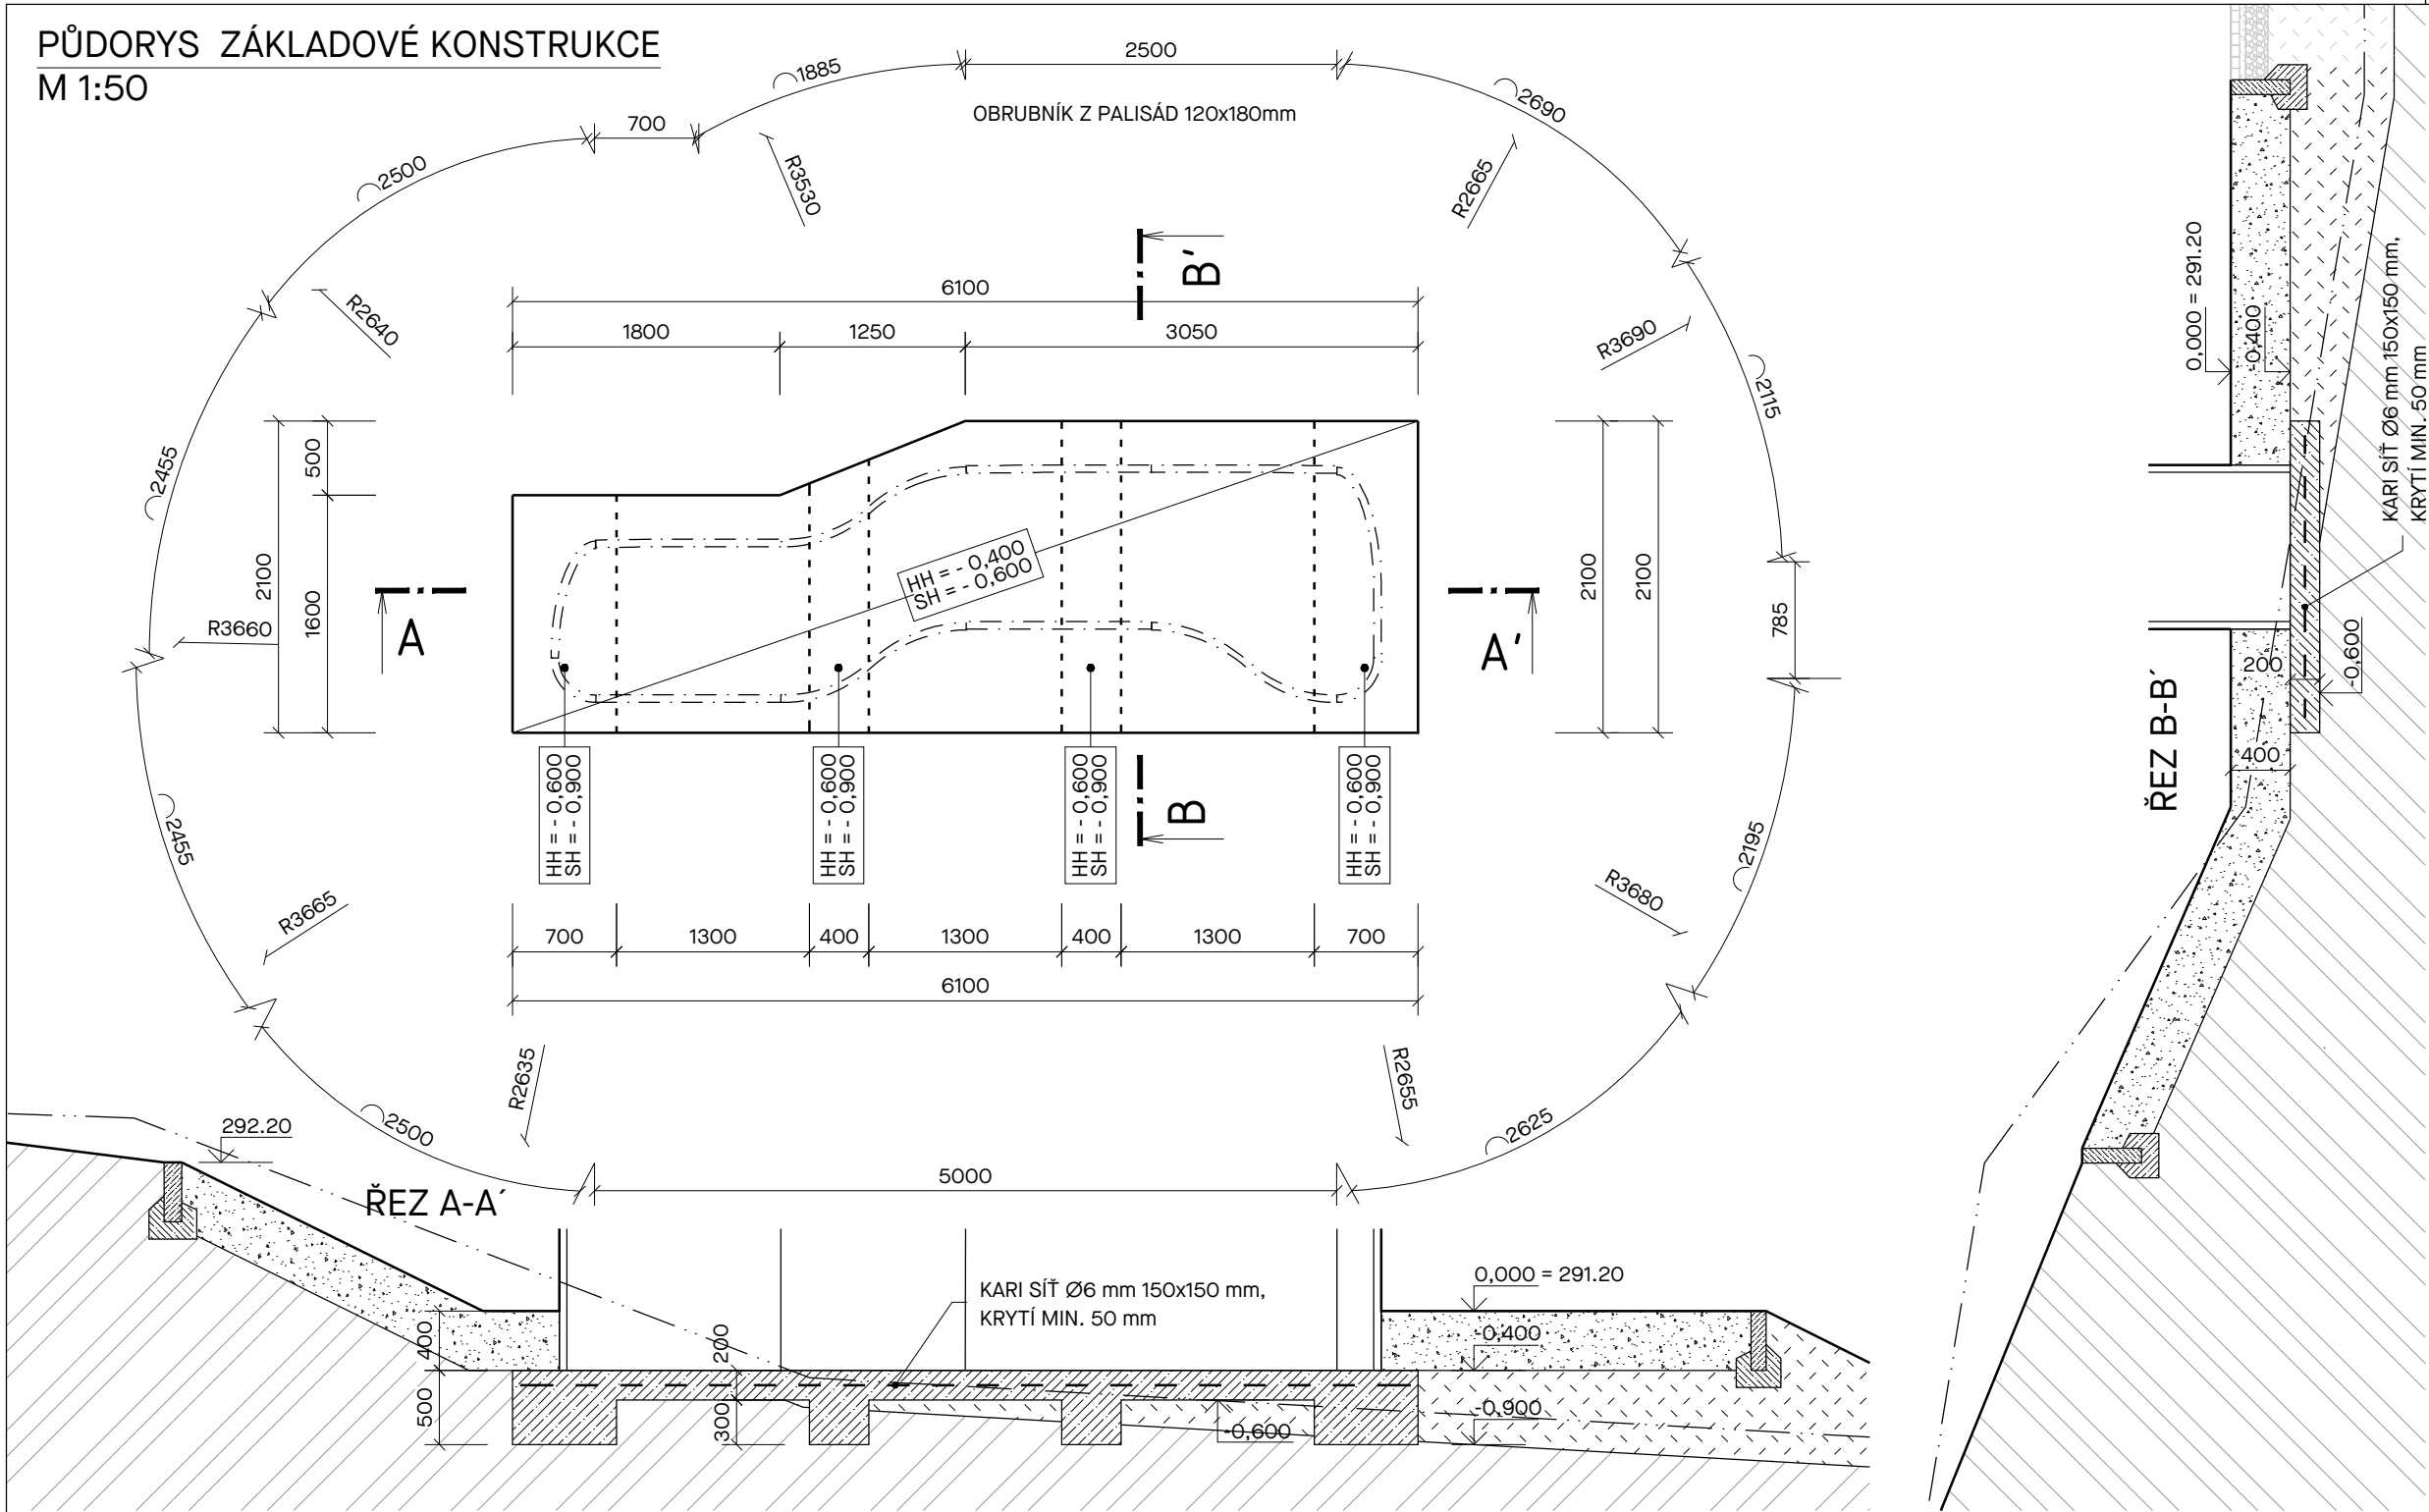 PŮDORYS ZÁKLADOVÉ KONSTRUKCE
M 1:50
2500
1885
2690
700
OBRUBNÍK Z PALISÁD 120x180mm
2500
R3530
R2665
B'
6100
1800
1250
3050
R2640
R3690
2115
2455
500
2100
1600
R3660
A
HH = - 0,400
SH = - 0,600
2100
2100
785
A'
HH = - 0,600
SH = - 0,900
HH = - 0,600
SH = - 0,900
HH = - 0,600
SH = - 0,900
HH = - 0,600
SH = - 0,900
B
2455
2195
R3665
R3680
700
1300
400
1300
400
1300
700
6100
R2635
R2655
2500
2625
5000
292.20
ŘEZ A-A´
KARI SÍŤ Ø6 mm 150x150 mm,
KRYTÍ MIN. 50 mm
0,000 = 291.20
-0,400
-0,900
-0,600
400
500
200
300
0,000 = 291.20
-0,400
KARI SÍŤ Ø6 mm 150x150 mm,
KRYTÍ MIN. 50 mm
200
-0,600
400
ŘEZ B-B´